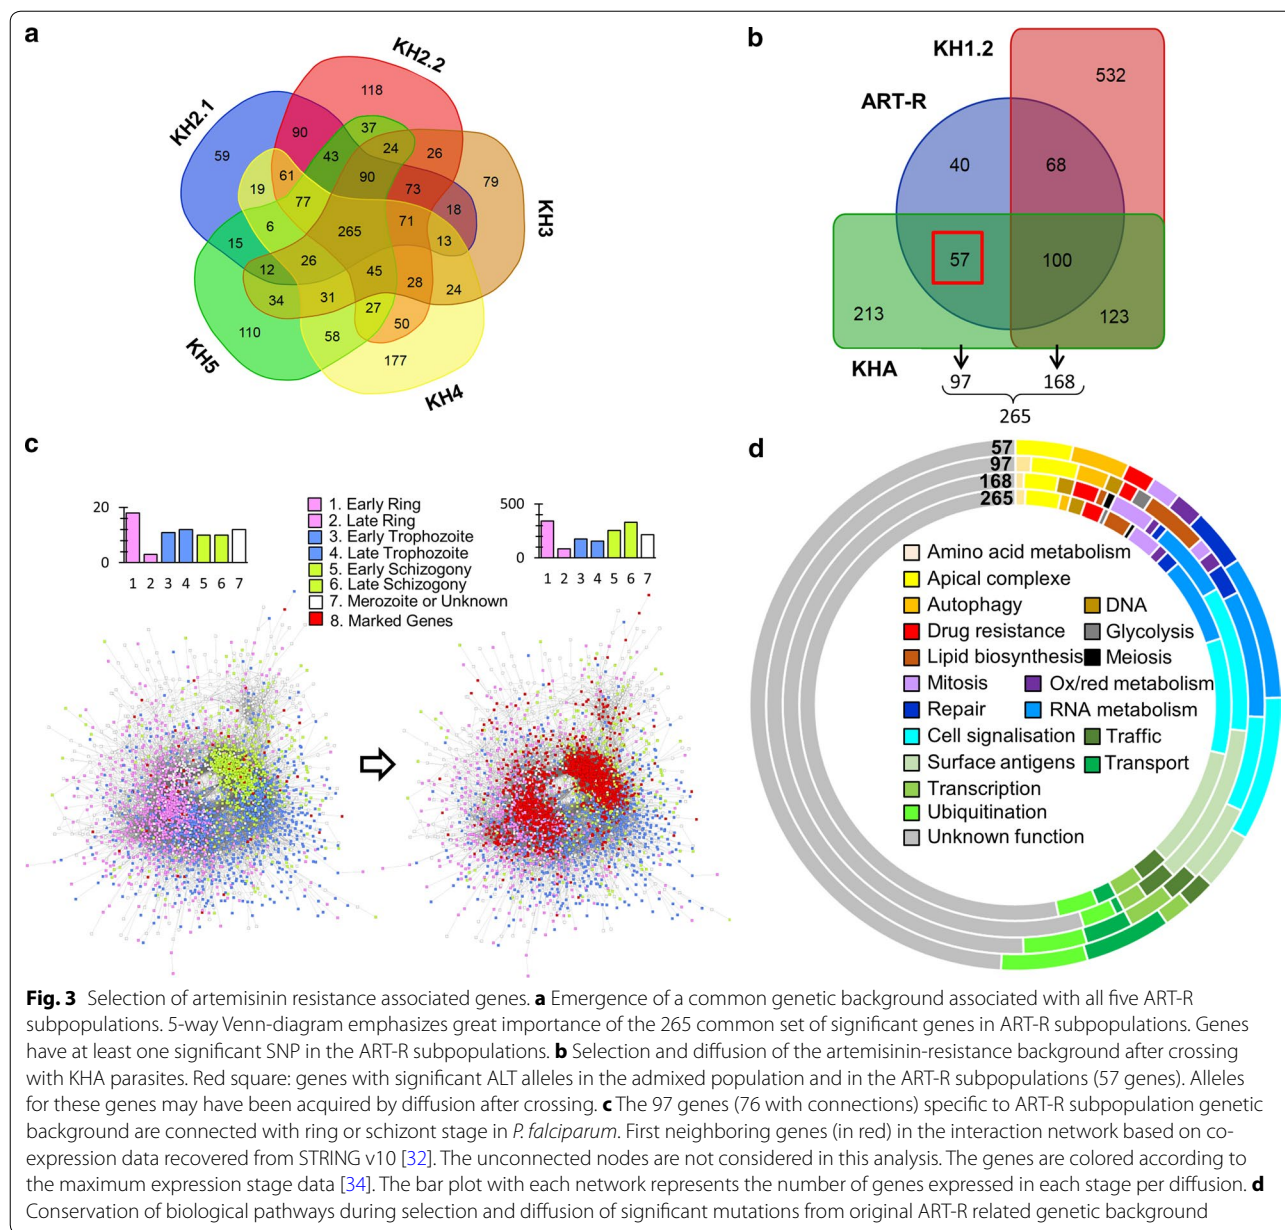 a
KH2.2
KH2.1
KH3
KH5
KH4
118
90
37
59
43
24
26
61
90
79
19
77
73
18
6
71
265
13
15
26
12
45
28
24
34
31
27
50
110
58
177
b
KH1.2
532
ART-R
40
68
57
100
213
123
KHA
97
168
265
c
20
0
1 2 3 4 5 6 7
1. Early Ring
2. Late Ring
3. Early Trophozoite
4. Late Trophozoite
5. Early Schizogony
6. Late Schizogony
7. Merozoite or Unknown
8. Marked Genes
500
0
1 2 3 4 5 6 7
d
57
97
168
265
Amino acid metabolism
Apical complexe
Autophagy
DNA
Drug resistance
Glycolysis
Lipid biosynthesis
Meiosis
Mitosis
Ox/red metabolism
Repair
RNA metabolism
Cell signalisation
Traffic
Surface antigens
Transport
Transcription
Ubiquitination
Unknown function
Fig. 3 Selection of artemisinin resistance associated genes. a Emergence of a common genetic background associated with all five ART-R
subpopulations. 5-way Venn-diagram emphasizes great importance of the 265 common set of significant genes in ART-R subpopulations. Genes
have at least one significant SNP in the ART-R subpopulations. b Selection and diffusion of the artemisinin-resistance background after crossing
with KHA parasites. Red square: genes with significant ALT alleles in the admixed population and in the ART-R subpopulations (57 genes). Alleles
for these genes may have been acquired by diffusion after crossing. c The 97 genes (76 with connections) specific to ART-R subpopulation genetic
background are connected with ring or schizont stage in P. falciparum. First neighboring genes (in red) in the interaction network based on co-
expression data recovered from STRING v10 [32]. The unconnected nodes are not considered in this analysis. The genes are colored according to
the maximum expression stage data [34]. The bar plot with each network represents the number of genes expressed in each stage per diffusion. d
Conservation of biological pathways during selection and diffusion of significant mutations from original ART-R related genetic background